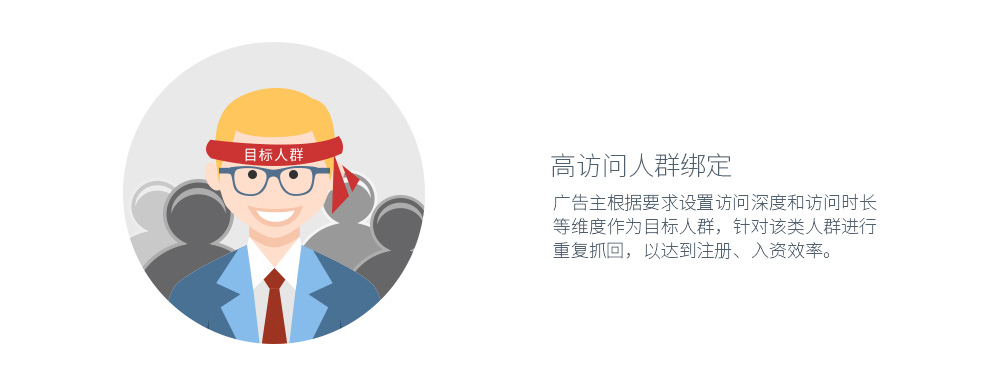 目标人群
高访问人群绑定
广告主根据要求设置访问深度和访问时长
等维度作为目标人群，针对该类人群进行
重复抓回，以达到注册、入资效率。